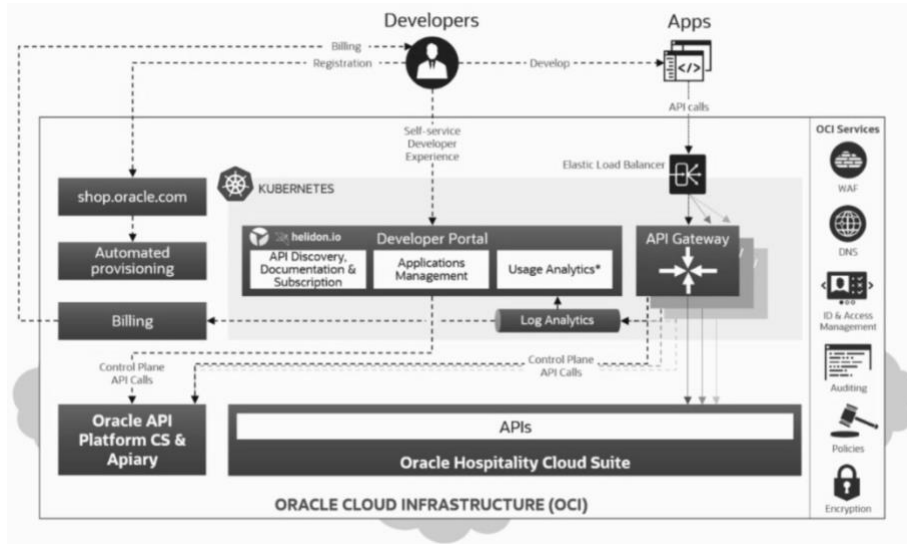 Developers
Apps
Billing
Registration
Develop
API calls
Self-service
Developer
Experience
Elastic Load Balancer
OCI Services
WAF
DNS
ID & Access
Management
Auditing
Policies
Encryption
shop.oracle.com
KUBERNETES
Automated
provisioning
helidon.io
Developer Portal
API Discovery,
Documentation &
Subscription
Applications
Management
Usage Analytics*
API Gateway
Billing
Log Analytics
Control Plane
API Calls
Control Plane
API Calls
Oracle API
Platform CS &
Apiary
APIs
Oracle Hospitality Cloud Suite
ORACLE CLOUD INFRASTRUCTURE (OCI)